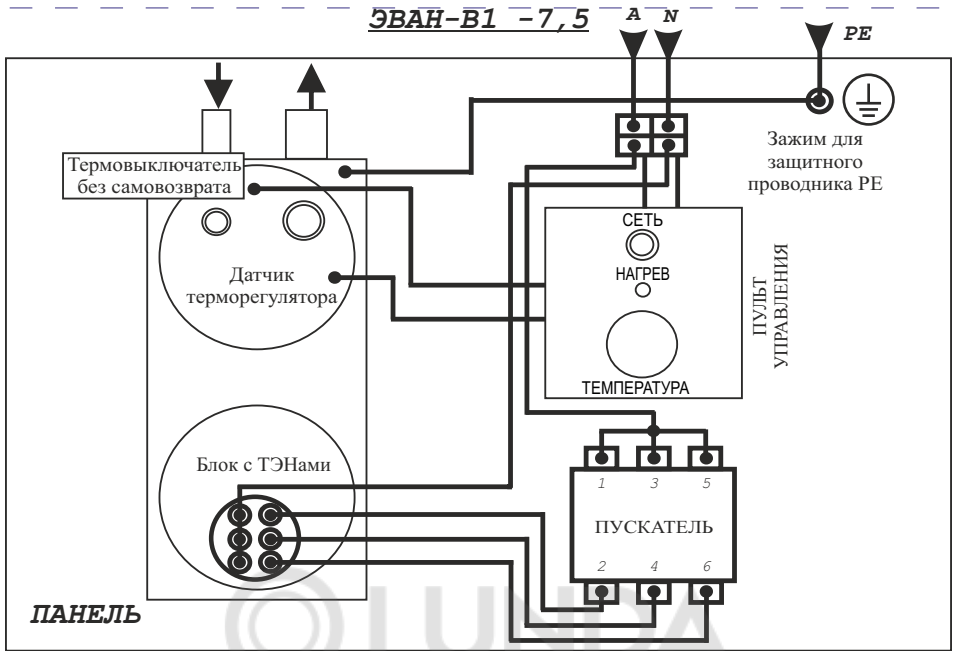 ЭВАН-В1 -7,5
A N
PE
Зажим для
защитного
проводника PE
Термовыключатель
без самовозврата
СЕТЬ
НАГРЕВ
ТЕМПЕРАТУРА
ПУЛЬТ
УПРАВЛЕНИЯ
Датчик
терморегулятора
Блок с ТЭНами
1 3 5
ПУСКАТЕЛЬ
2 4 6
ПАНЕЛЬ
LUNDA